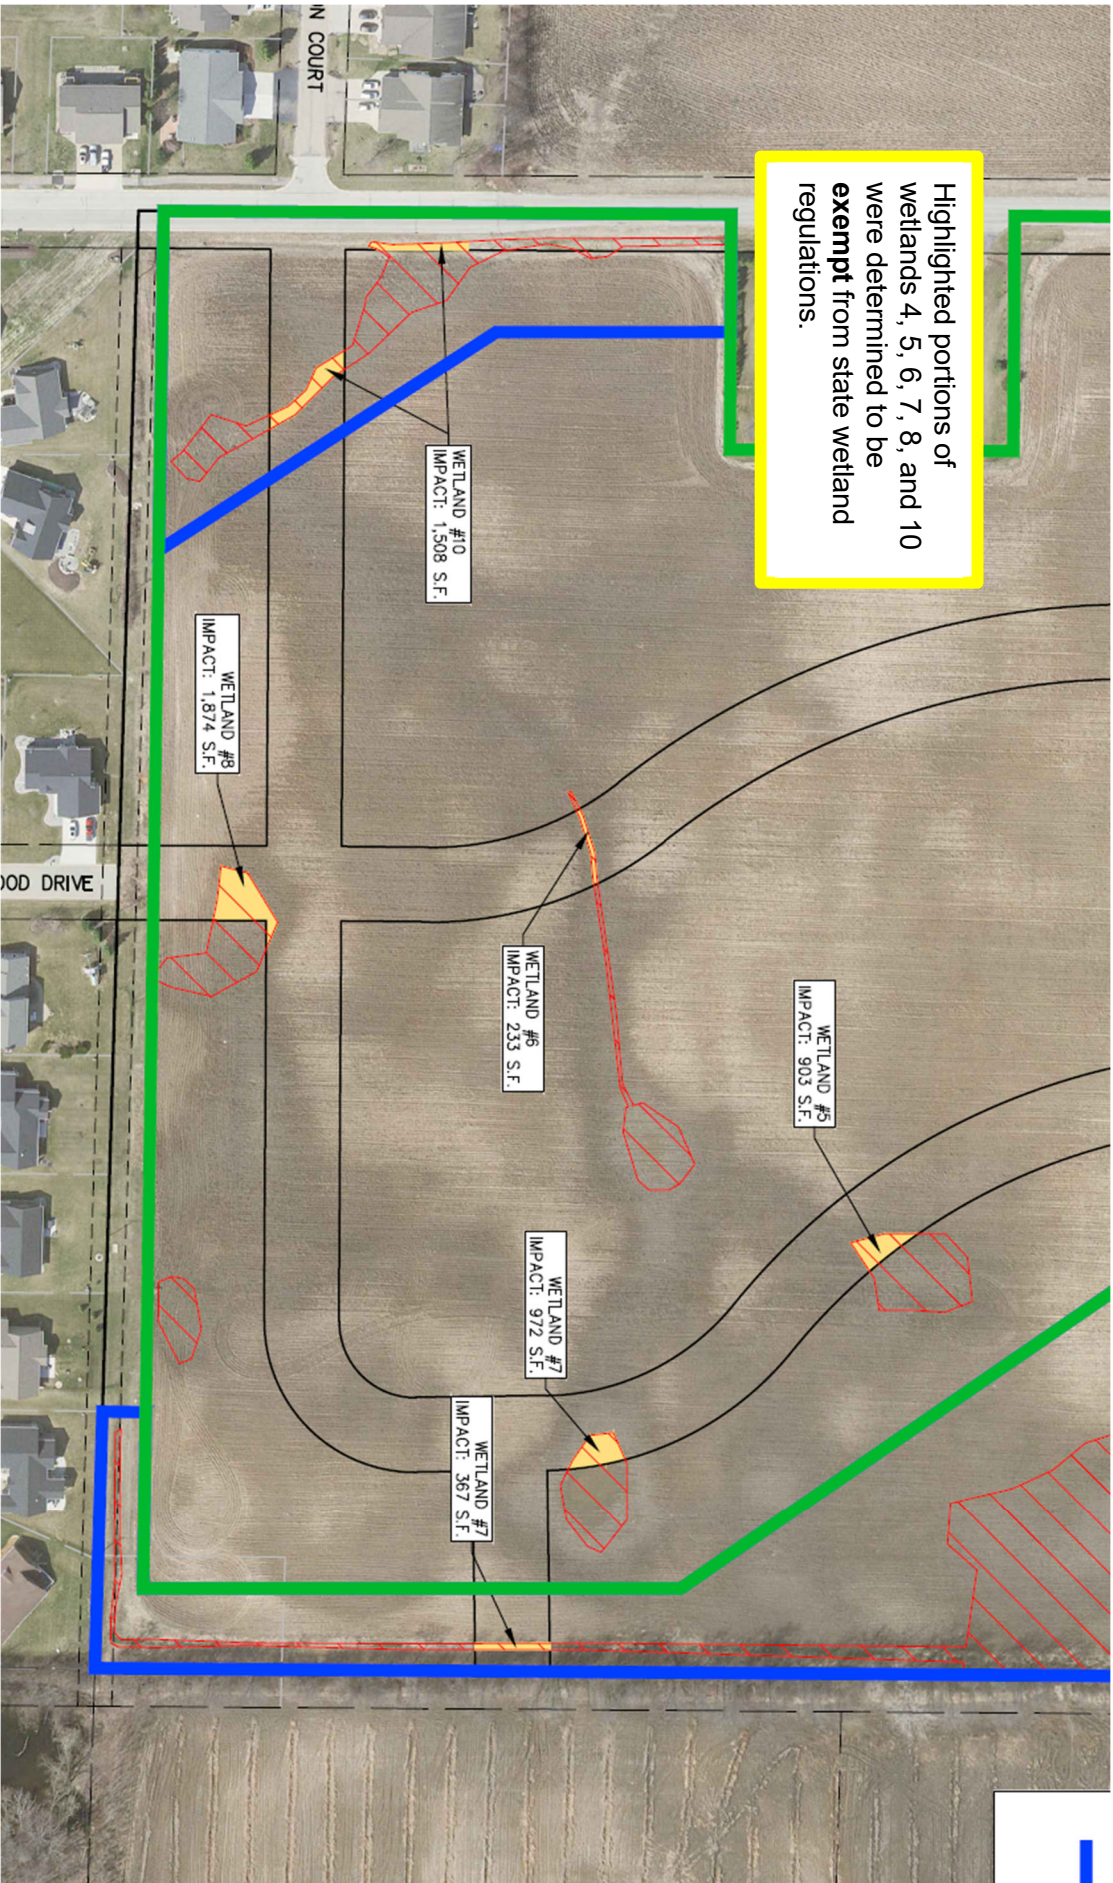 Highlighted portions of
wetlands 4, 5, 6, 7, 8, and 10
were determined to be
exempt from state wetland
regulations.
WETLAND #5
IMPACT: 903 S.F.
WETLAND #7
IMPACT: 972 S.F.
WETLAND #6
IMPACT: 233 S.F.
WETLAND #7
IMPACT: 367 S.F.
WETLAND #10
IMPACT: 1,508 S.F.
N COURT
WETLAND #8
IMPACT: 1,874 S.F.
OOD DRIVE